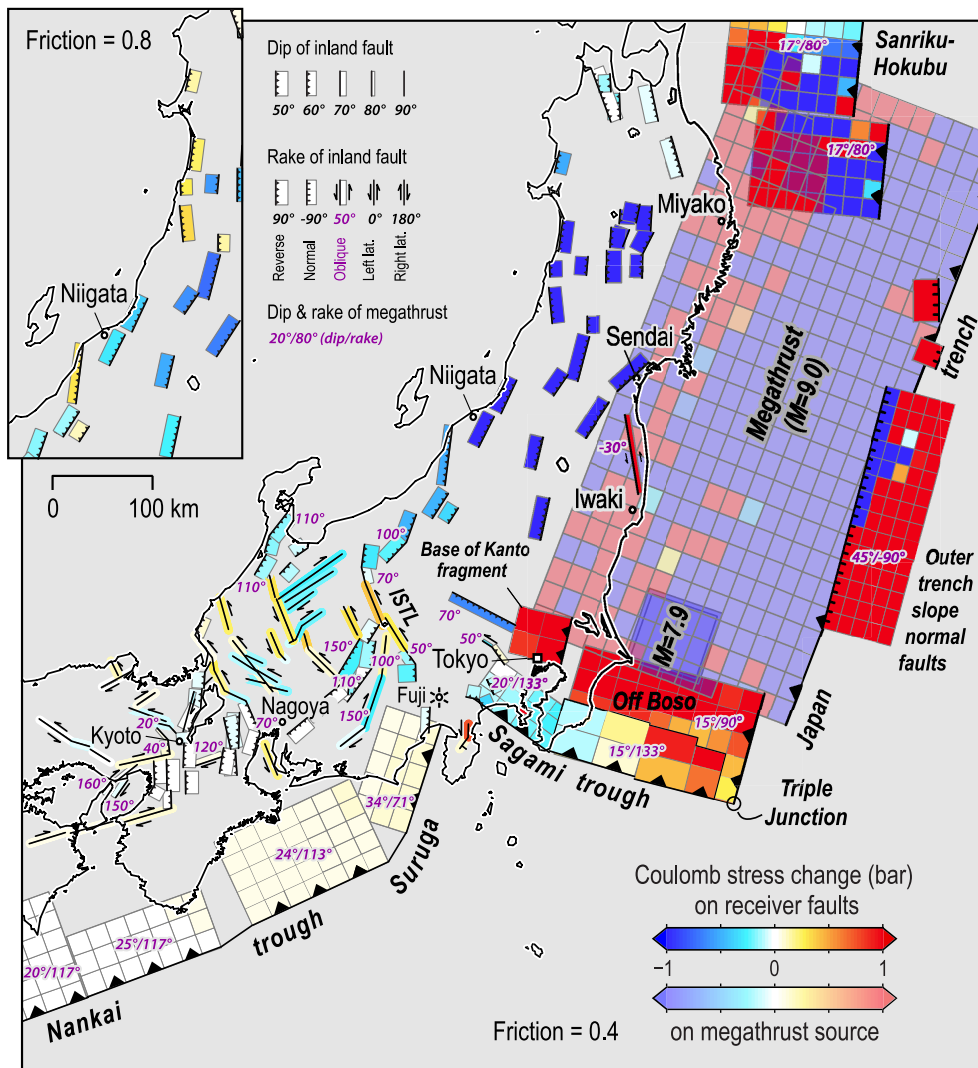 Friction = 0.8
Niigata
Dip of inland fault
50° 60° 70° 80° 90°
Rake of inland fault
90° -90° 50° 0° 180°
Reverse
Normal
Oblique
Left lat.
Right lat.
Dip & rake of megathrust
20°/80° (dip/rake)
0 100 km
17°/80°
Sanriku-
Hokubu
17°/80°
Miyako
Sendai
Niigata
trench
Megathrust
(M=9.0)
-30°
Iwaki
45°/-90°
Outer
trench
slope
normal
faults
110°
100°
Base of Kanto
fragment
110°
70°
ISTL
70°
M=7.9
150°
50°
50°
100°
Tokyo
20°/133°
110°
Fuji
Off Boso
15°/90°
Japan
150°
Nagoya
70°
20°
Kyoto
40°
120°
15°/133°
Sagami trough
160°
150°
34°/71°
Triple
Junction
24°/113°
Suruga
trough
25°/117°
20°/117°
Nankai
Coulomb stress change (bar)
on receiver faults
−1 0 1
on megathrust source
Friction = 0.4